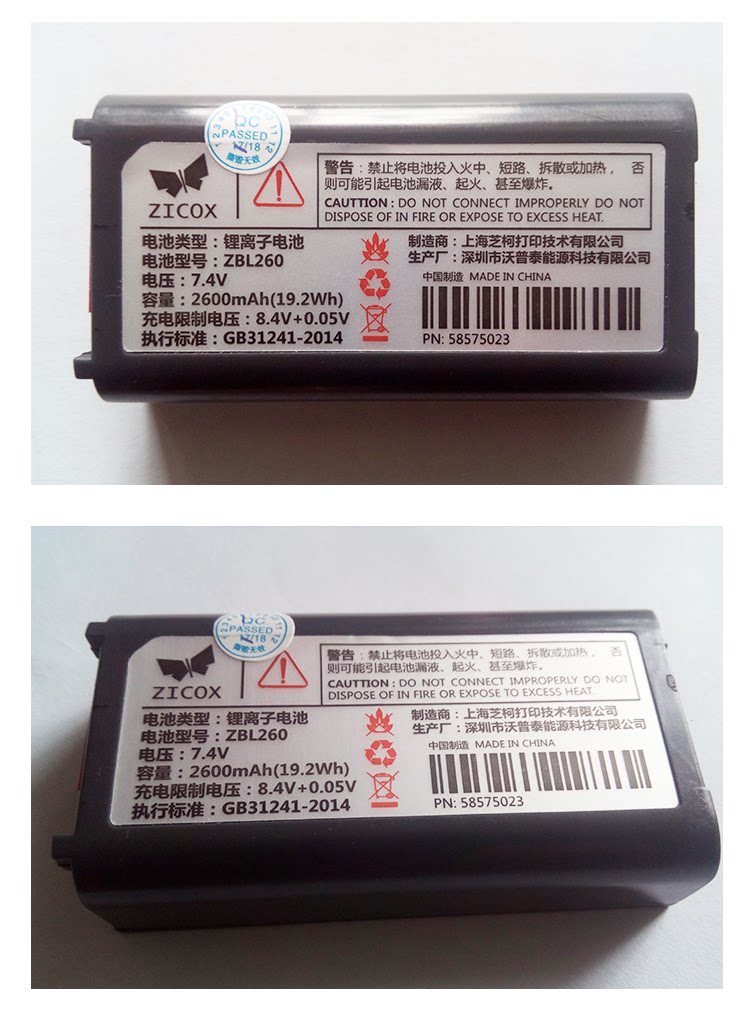 QC
PASSED
17/18
撕毁无效
ZICOX
警告：禁止将电池投入火中、短路、拆散或加热，否
则可能引起电池漏液、起火、甚至爆炸。
CAUTTION : DO NOT CONNECT IMPROPERLY DO NOT
DISPOSE OF IN FIRE OR EXPOSE TO EXCESS HEAT.
电池类型：锂离子电池
电池型号：ZBL260
电压：7.4V
容量：2600mAh(19.2Wh)
充电限制电压：8.4V+0.05V
执行标准：GB31241-2014
制造商：上海芝柯打印技术有限公司
生产厂：深圳市沃普泰能源科技有限公司
中国制造 MADE IN CHINA
PN: 58575023
QC
PASSED
17/18
撕毁无效
ZICOX
警告：禁止将电池投入火中、短路、拆散或加热，否
则可能引起电池漏液、起火、甚至爆炸。
CAUTTION : DO NOT CONNECT IMPROPERLY DO NOT
DISPOSE OF IN FIRE OR EXPOSE TO EXCESS HEAT.
电池类型：锂离子电池
电池型号：ZBL260
电压：7.4V
容量：2600mAh(19.2Wh)
充电限制电压：8.4V+0.05V
执行标准：GB31241-2014
制造商：上海芝柯打印技术有限公司
生产厂：深圳市沃普泰能源科技有限公司
中国制造 MADE IN CHINA
PN: 58575023